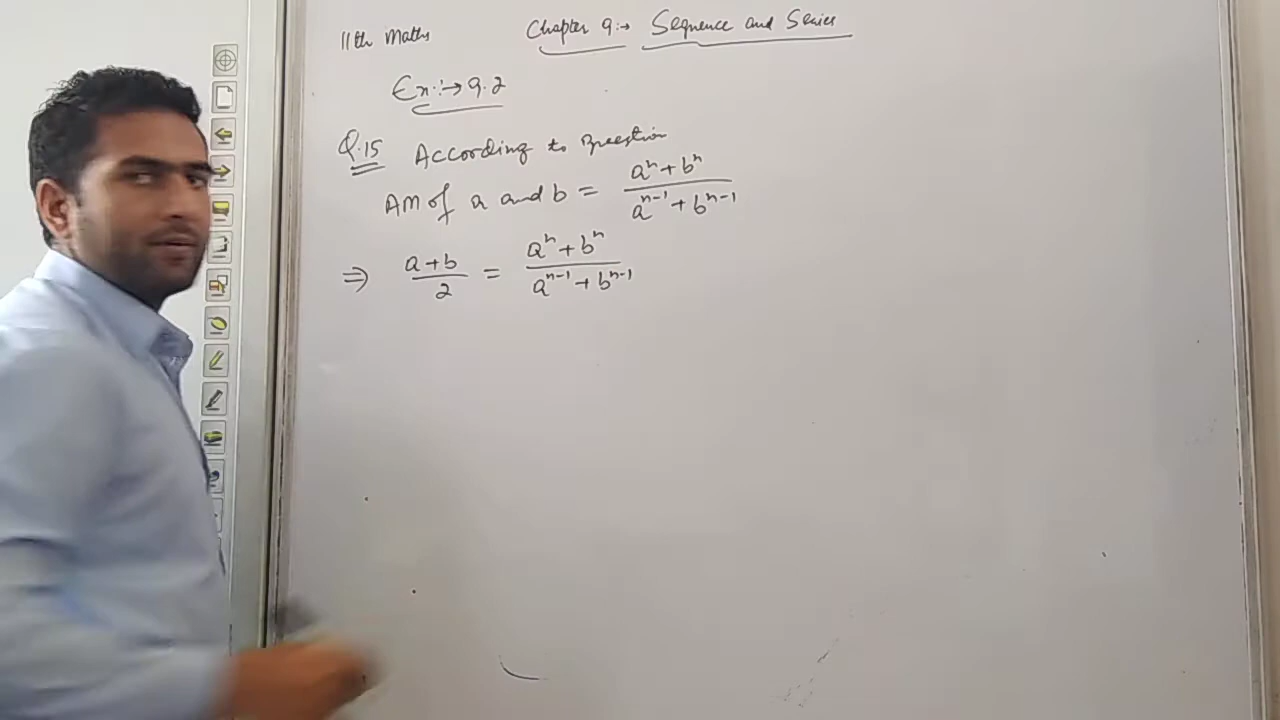 11th Maths
Chapter 9:→ Sequence and Series
Ex:→ 9.2
Q.15 According to Question
AM of a and b = (aⁿ + bⁿ)/(aⁿ⁻¹ + bⁿ⁻¹)
⇒ (a + b)/2 = (aⁿ + bⁿ)/(aⁿ⁻¹ + bⁿ⁻¹)